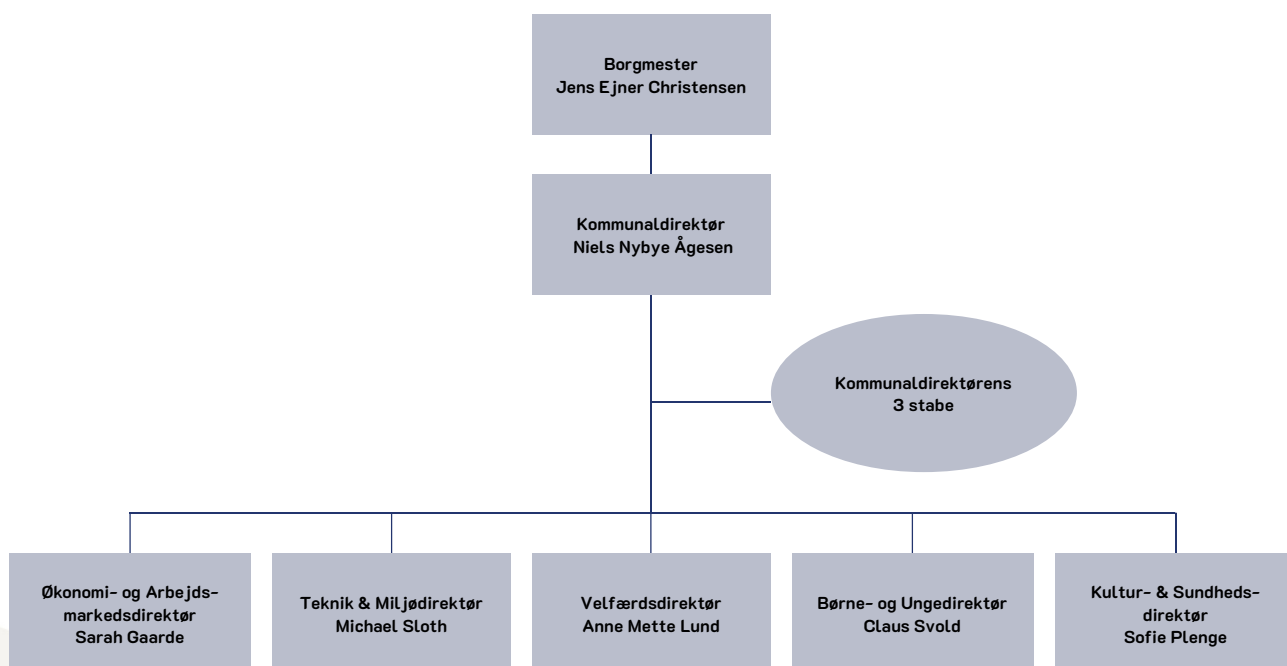 Borgmester
Jens Ejner Christensen
Kommunaldirektør
Niels Nybye Ågesen
Kommunaldirektørens
3 stabe
Økonomi- og Arbejds-
markedsdirektør
Sarah Gaarde
Teknik & Miljødirektør
Michael Sloth
Velfærdsdirektør
Anne Mette Lund
Børne- og Ungedirektør
Claus Svold
Kultur- & Sundheds-
direktør
Sofie Plenge